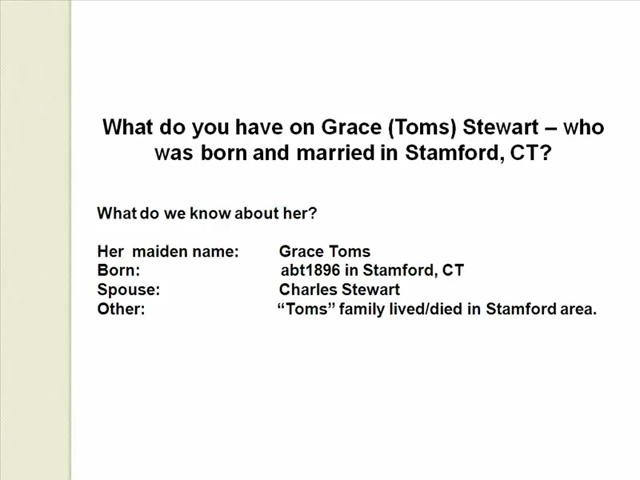 What do you have on Grace (Toms) Stewart – who
was born and married in Stamford, CT?
What do we know about her?
Her maiden name: Grace Toms
Born: abt1896 in Stamford, CT
Spouse: Charles Stewart
Other: “Toms” family lived/died in Stamford area.